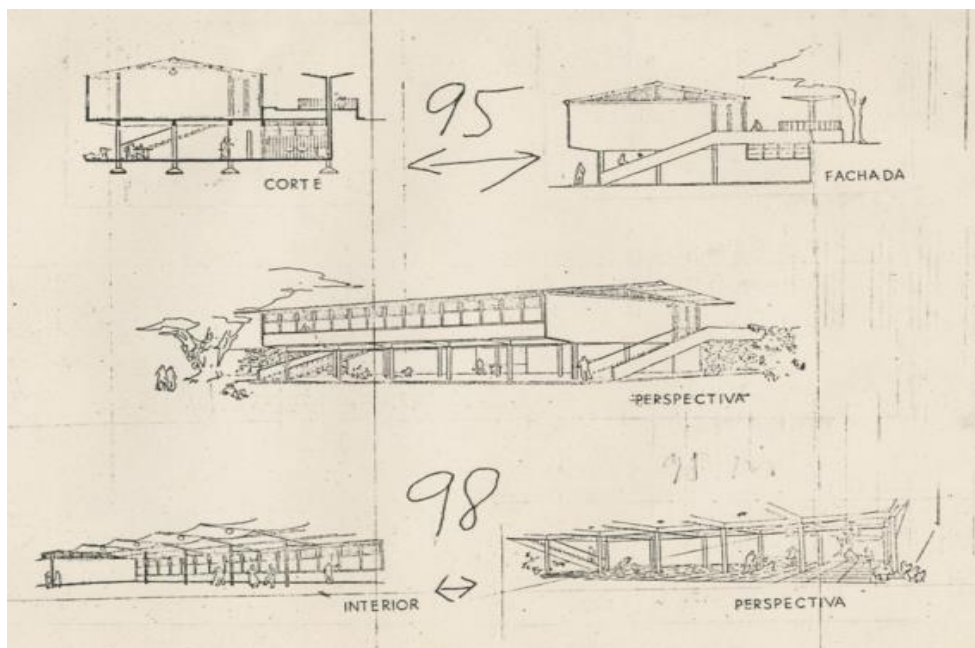 95
CORTE
FACHADA
PERSPECTIVA
98
INTERIOR
PERSPECTIVA